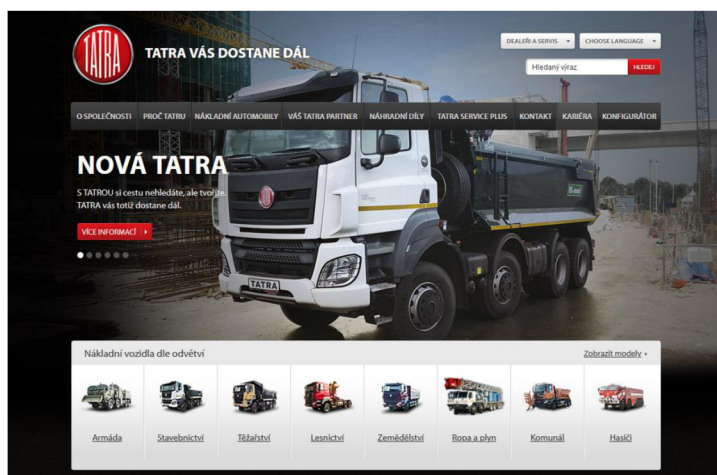 TATRA
TATRA VÁS DOSTANE DÁL
DEALEŘI A SERVIS
CHOOSE LANGUAGE
Hledaný výraz
HLEDEJ
O SPOLEČNOSTI
PROČ TATRU
NÁKLADNÍ AUTOMOBILY
VÁŠ TATRA PARTNER
NÁHRADNÍ DÍLY
TATRA SERVICE PLUS
KONTAKT
KARIÉRA
KONFIGURÁTOR
NOVÁ TATRA
S TATROU si cestu nehledáte, ale tvoříte.
TATRA vás totiž dostane dál.
VÍCE INFORMACÍ
TATRA
Nákladní vozidla dle odvětví
Zobrazit modely
Armáda
Stavebnictví
Těžařství
Lesnictví
Zemědělství
Ropa a plyn
Komunál
Hasiči